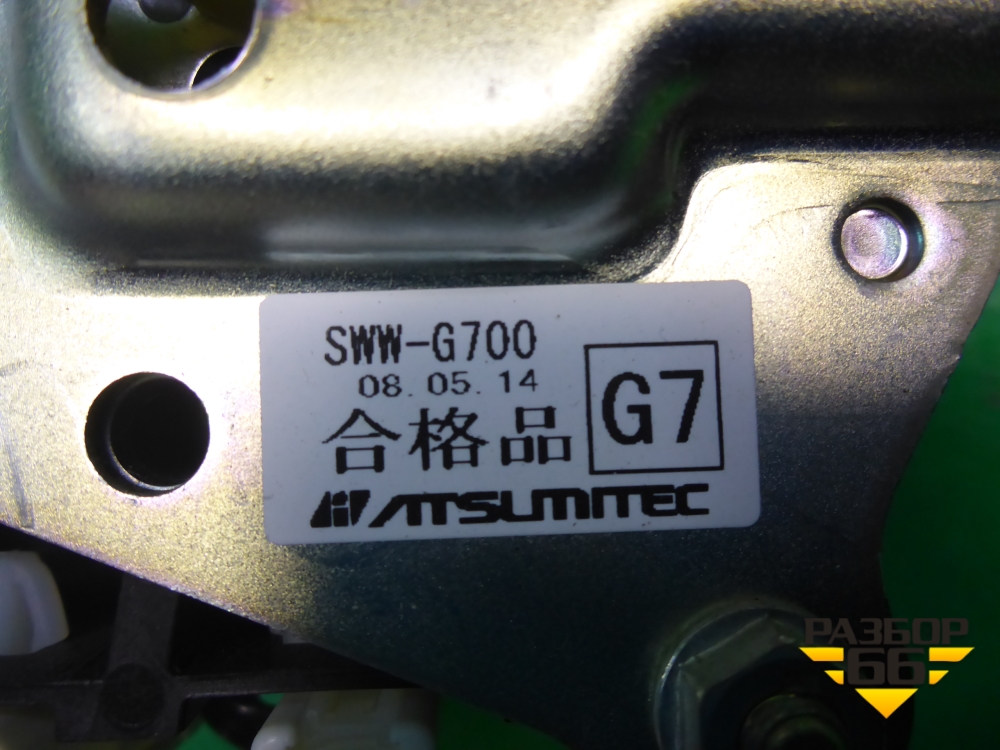 SWW-G700
08.05.14
G7
合格品
ATSUMITEC
РАЗБОР
66